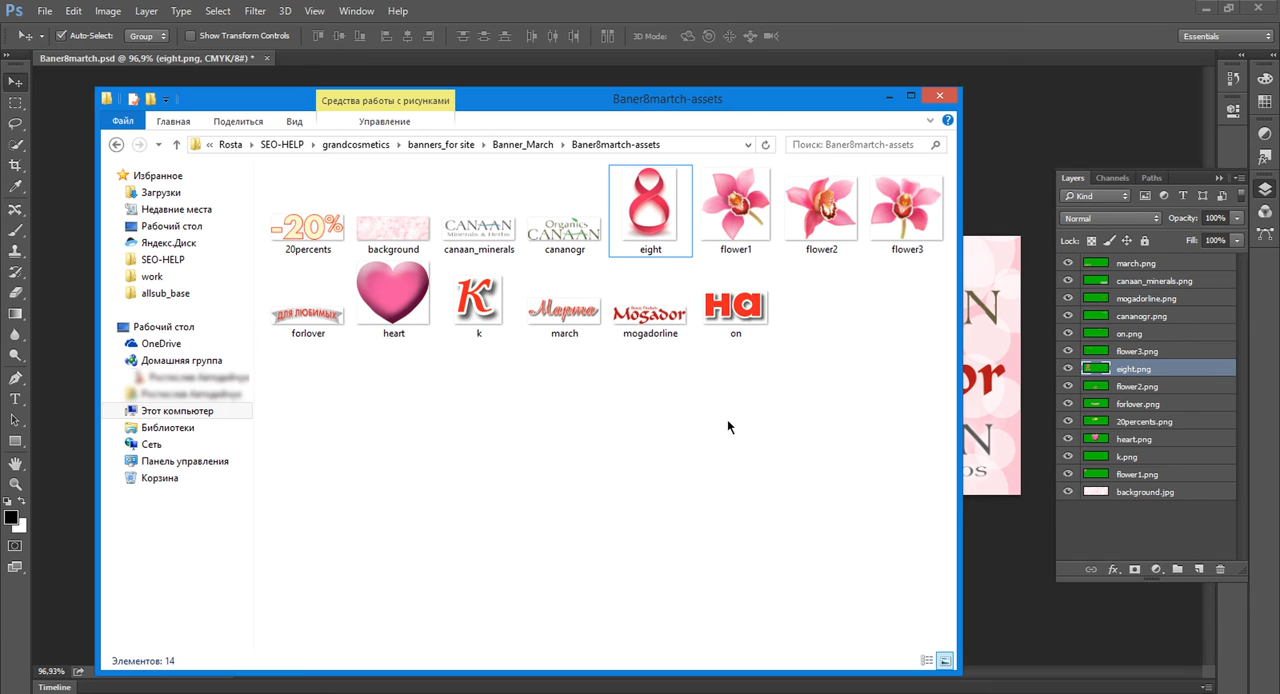 Ps File Edit Image Layer Type Select Filter 3D View Window Help
Auto-Select: Group Show Transform Controls 3D Mode: Essentials
Baner8martch.psd @ 96,9% (eight.png, CMYK/8#) * ×
Средства работы с рисунками Baner8martch-assets
Файл Главная Поделиться Вид Управление
« Rosta SEO-HELP grandcosmetics banners_for site Banner_March Baner8martch-assets Поиск: Baner8martch-assets
Избранное
Загрузки
Недавние места
Рабочий стол
Яндекс.Диск
SEO-HELP
work
allsub_base
Рабочий стол
OneDrive
Домашняя группа
Этот компьютер
Библиотеки
Сеть
Панель управления
Корзина
-20%
CANAAN
Minerals & Herbs
Organics
CANAAN
8
20percents background canaan_minerals cananogr eight flower1 flower2 flower3
ДЛЯ ЛЮБИМЫХ
К
Марта
Mogador
на
forlover heart k march mogadorline on
Элементов: 14
Layers Channels Paths
Kind
Normal Opacity: 100%
Lock: Fill: 100%
march.png
canaan_minerals.png
mogadorline.png
cananogr.png
on.png
flower3.png
eight.png
flower2.png
forlover.png
20percents.png
heart.png
k.png
flower1.png
background.jpg
N
or
N
os
96,93%
Timeline